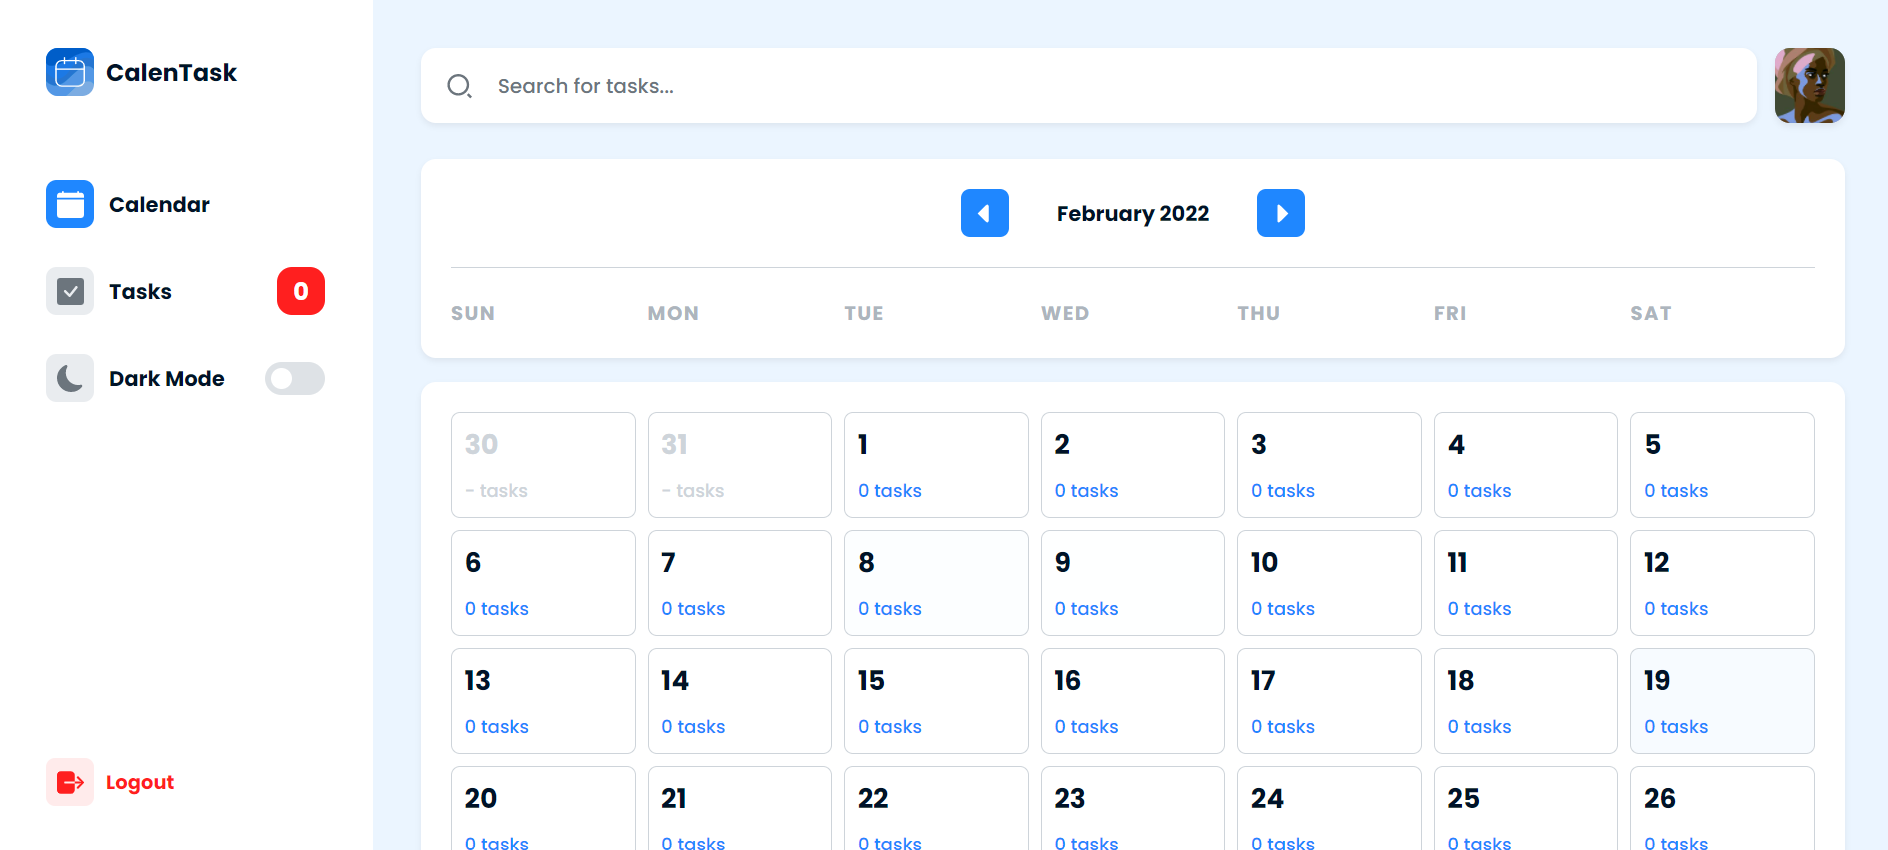 CalenTask
Calendar
Tasks 0
Dark Mode
Logout
Search for tasks...
February 2022
SUN MON TUE WED THU FRI SAT
30 31 1 2 3 4 5
- tasks - tasks 0 tasks 0 tasks 0 tasks 0 tasks 0 tasks
6 7 8 9 10 11 12
0 tasks 0 tasks 0 tasks 0 tasks 0 tasks 0 tasks 0 tasks
13 14 15 16 17 18 19
0 tasks 0 tasks 0 tasks 0 tasks 0 tasks 0 tasks 0 tasks
20 21 22 23 24 25 26
0 tasks 0 tasks 0 tasks 0 tasks 0 tasks 0 tasks 0 tasks